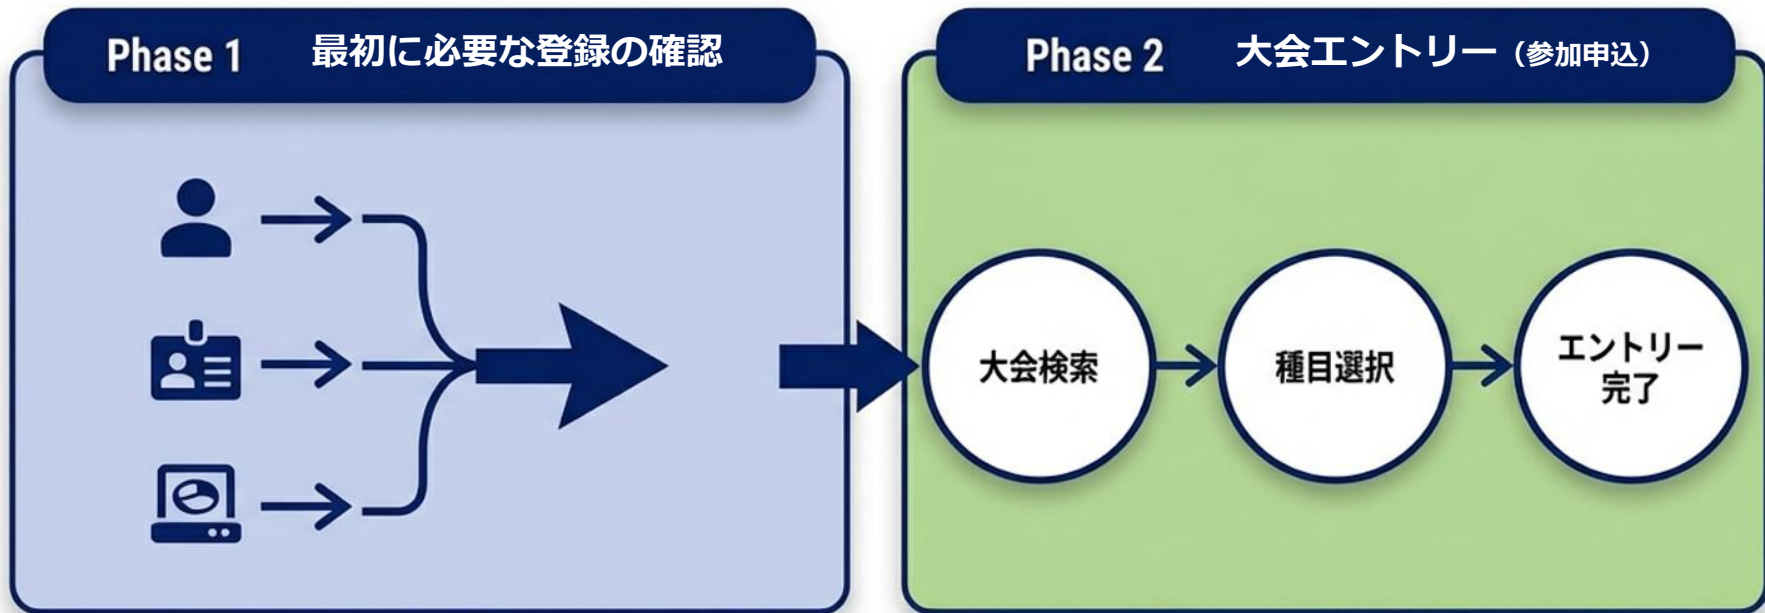 Phase 1 最初に必要な登録の確認
Phase 2 大会エントリー（参加申込）
大会検索
種目選択
エントリー
完了